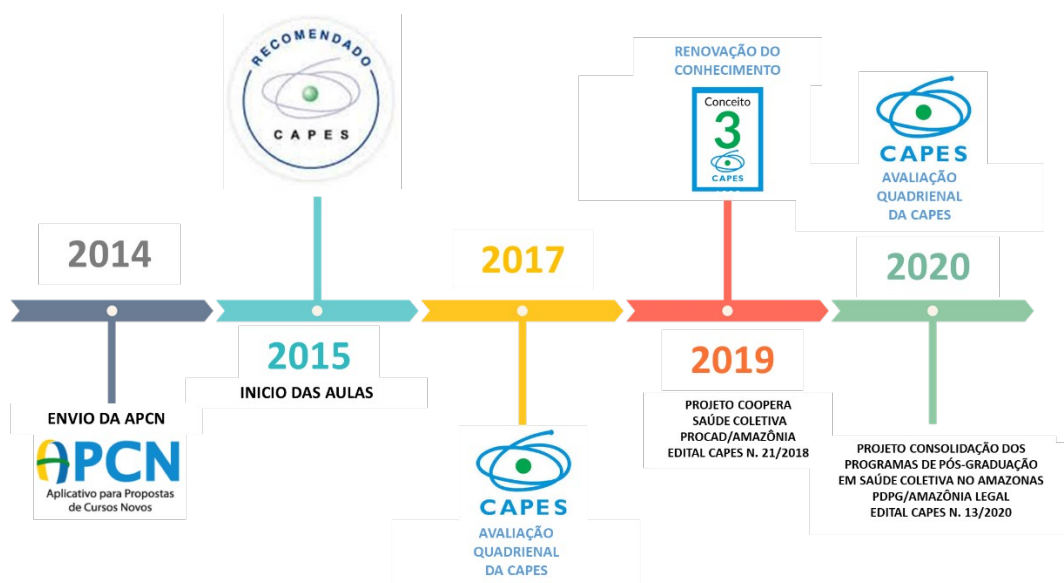 2014
ENVIO DA APCN
APCN
Aplicativo para Propostas
de Cursos Novos
RECOMENDADO
CAPES
2015
INICIO DAS AULAS
2017
CAPES
AVALIAÇÃO
QUADRIENAL
DA CAPES
RENOVAÇÃO DO
CONHECIMENTO
Conceito
3
CAPES
2019
PROJETO COOPERA
SAÚDE COLETIVA
PROCAD/AMAZÔNIA
EDITAL CAPES N. 21/2018
CAPES
AVALIAÇÃO
QUADRIENAL
DA CAPES
2020
PROJETO CONSOLIDAÇÃO DOS
PROGRAMAS DE PÓS-GRADUAÇÃO
EM SAÚDE COLETIVA NO AMAZONAS
PDPG/AMAZÔNIA LEGAL
EDITAL CAPES N. 13/2020